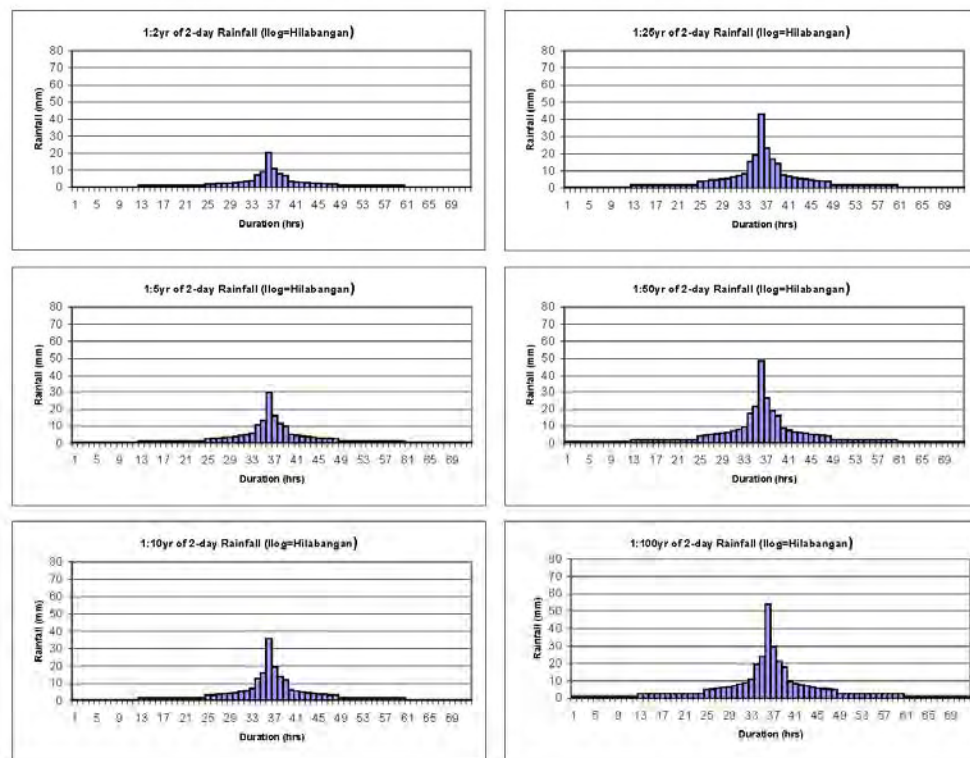 1:2yr of 2-day Rainfall (Ilog=Hilabangan)
80
70
60
50
40
30
20
10
0
Rainfall (mm)
1 5 9 13 17 21 25 29 33 37 41 45 49 53 57 61 65 69
Duration (hrs)
1:25yr of 2-day Rainfall (Ilog=Hilabangan)
80
70
60
50
40
30
20
10
0
Rainfall (mm)
1 5 9 13 17 21 25 29 33 37 41 45 49 53 57 61 65 69
Duration (hrs)
1:5yr of 2-day Rainfall (Ilog=Hilabangan)
80
70
60
50
40
30
20
10
0
Rainfall (mm)
1 5 9 13 17 21 25 29 33 37 41 45 49 53 57 61 65 69
Duration (hrs)
1:50yr of 2-day Rainfall (Ilog=Hilabangan)
80
70
60
50
40
30
20
10
0
Rainfall (mm)
1 5 9 13 17 21 25 29 33 37 41 45 49 53 57 61 65 69
Duration (hrs)
1:10yr of 2-day Rainfall (Ilog=Hilabangan)
80
70
60
50
40
30
20
10
0
Rainfall (mm)
1 5 9 13 17 21 25 29 33 37 41 45 49 53 57 61 65 69
Duration (hrs)
1:100yr of 2-day Rainfall (Ilog=Hilabangan)
80
70
60
50
40
30
20
10
0
Rainfall (mm)
1 5 9 13 17 21 25 29 33 37 41 45 49 53 57 61 65 69
Duration (hrs)